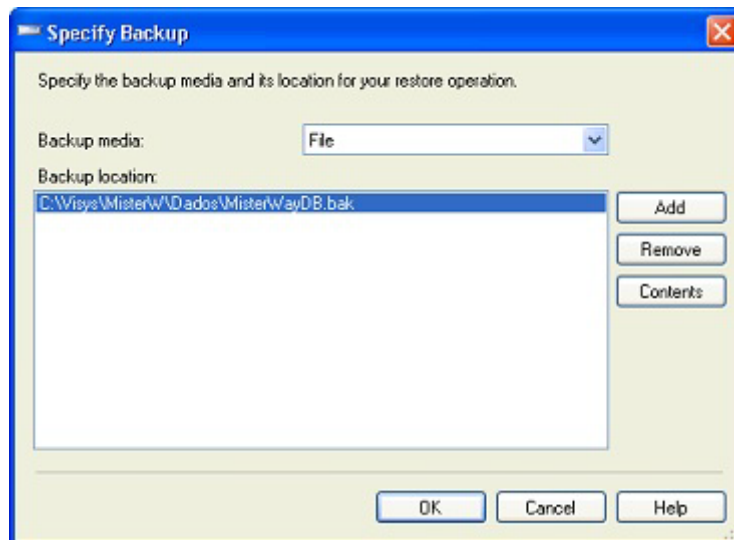 Specify Backup
Specify the backup media and its location for your restore operation.
Backup media: File
Backup location:
C:\Visys\MisterW\Dados\MisterWayDB.bak
Add
Remove
Contents
OK Cancel Help